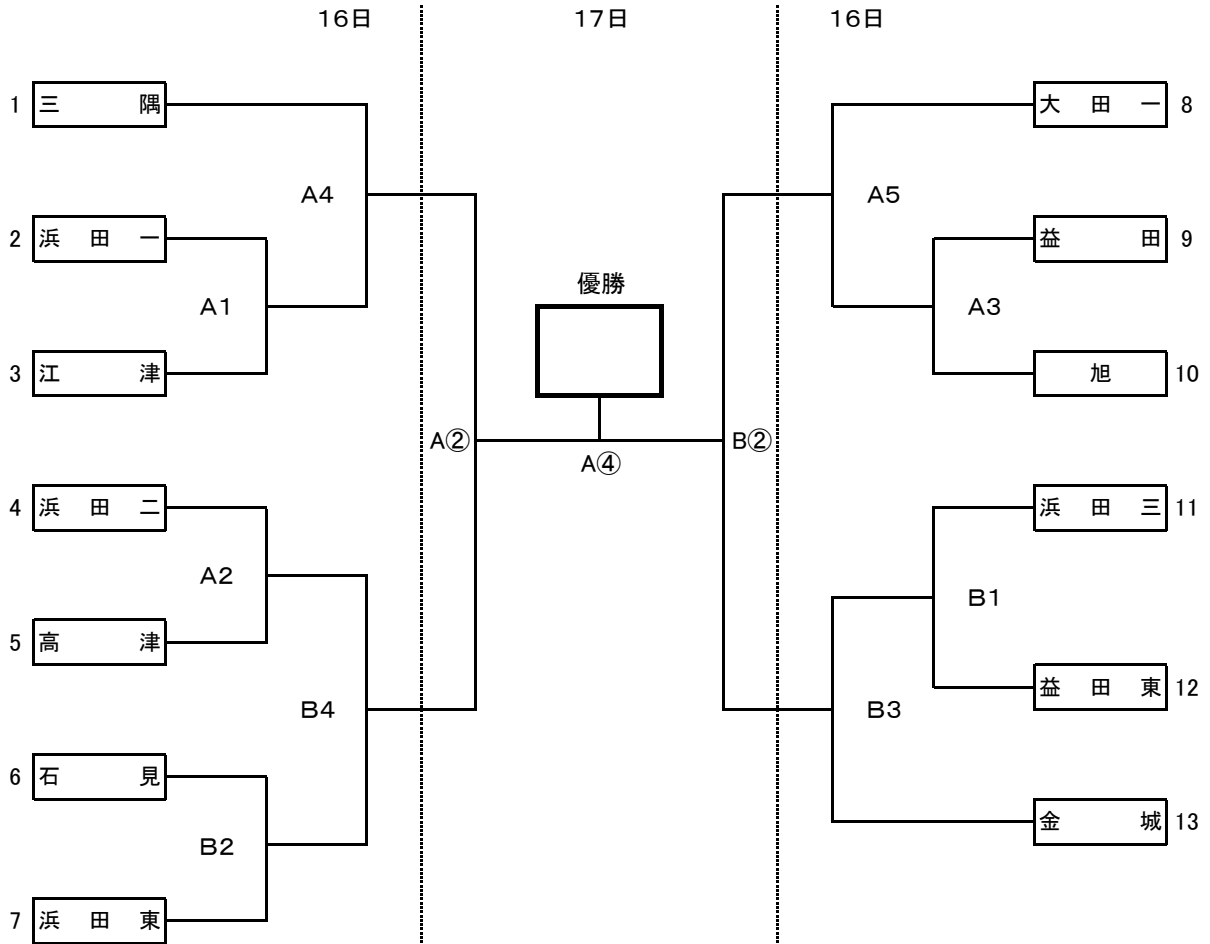 16日 17日 16日
1 三隅
大田一 8
A4 A5
2 浜田一
益田 9
優勝
A1 A3
3 江津
旭 10
A② B②
A④
4 浜田二
浜田三 11
A2 B1
5 高津
益田東 12
B4 B3
6 石見
金城 13
B2
7 浜田東